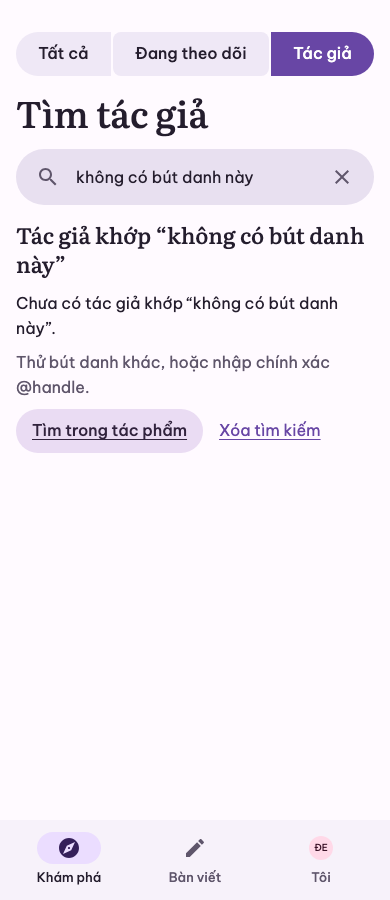 Tất cả
Đang theo dõi
Tác giả
Tìm tác giả
không có bút danh này
Tác giả khớp “không có bút danh
này”
Chưa có tác giả khớp “không có bút danh
này”.
Thử bút danh khác, hoặc nhập chính xác
@handle.
Tìm trong tác phẩm
Xóa tìm kiếm
ĐE
Khám phá
Bàn viết
Tôi